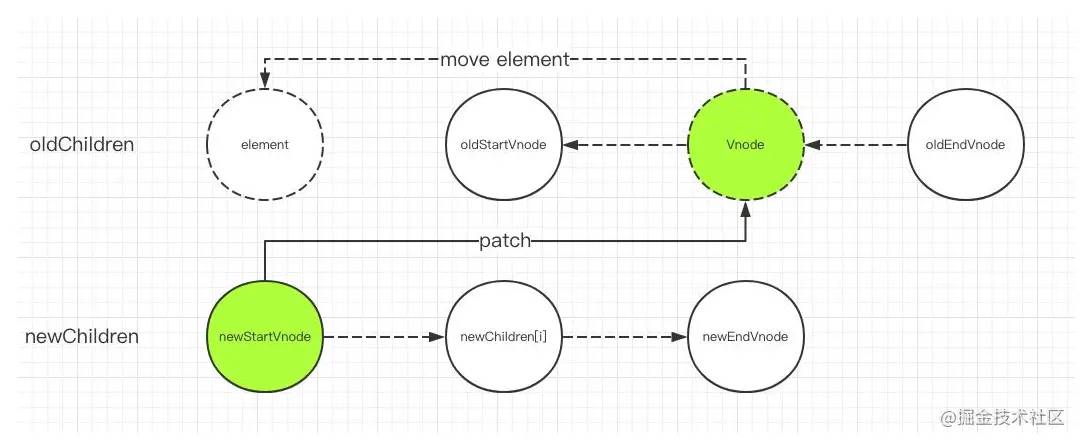 move element
oldChildren
element
oldStartVnode
Vnode
oldEndVnode
patch
newChildren
newStartVnode
newChildren[i]
newEndVnode
@掘金技术社区